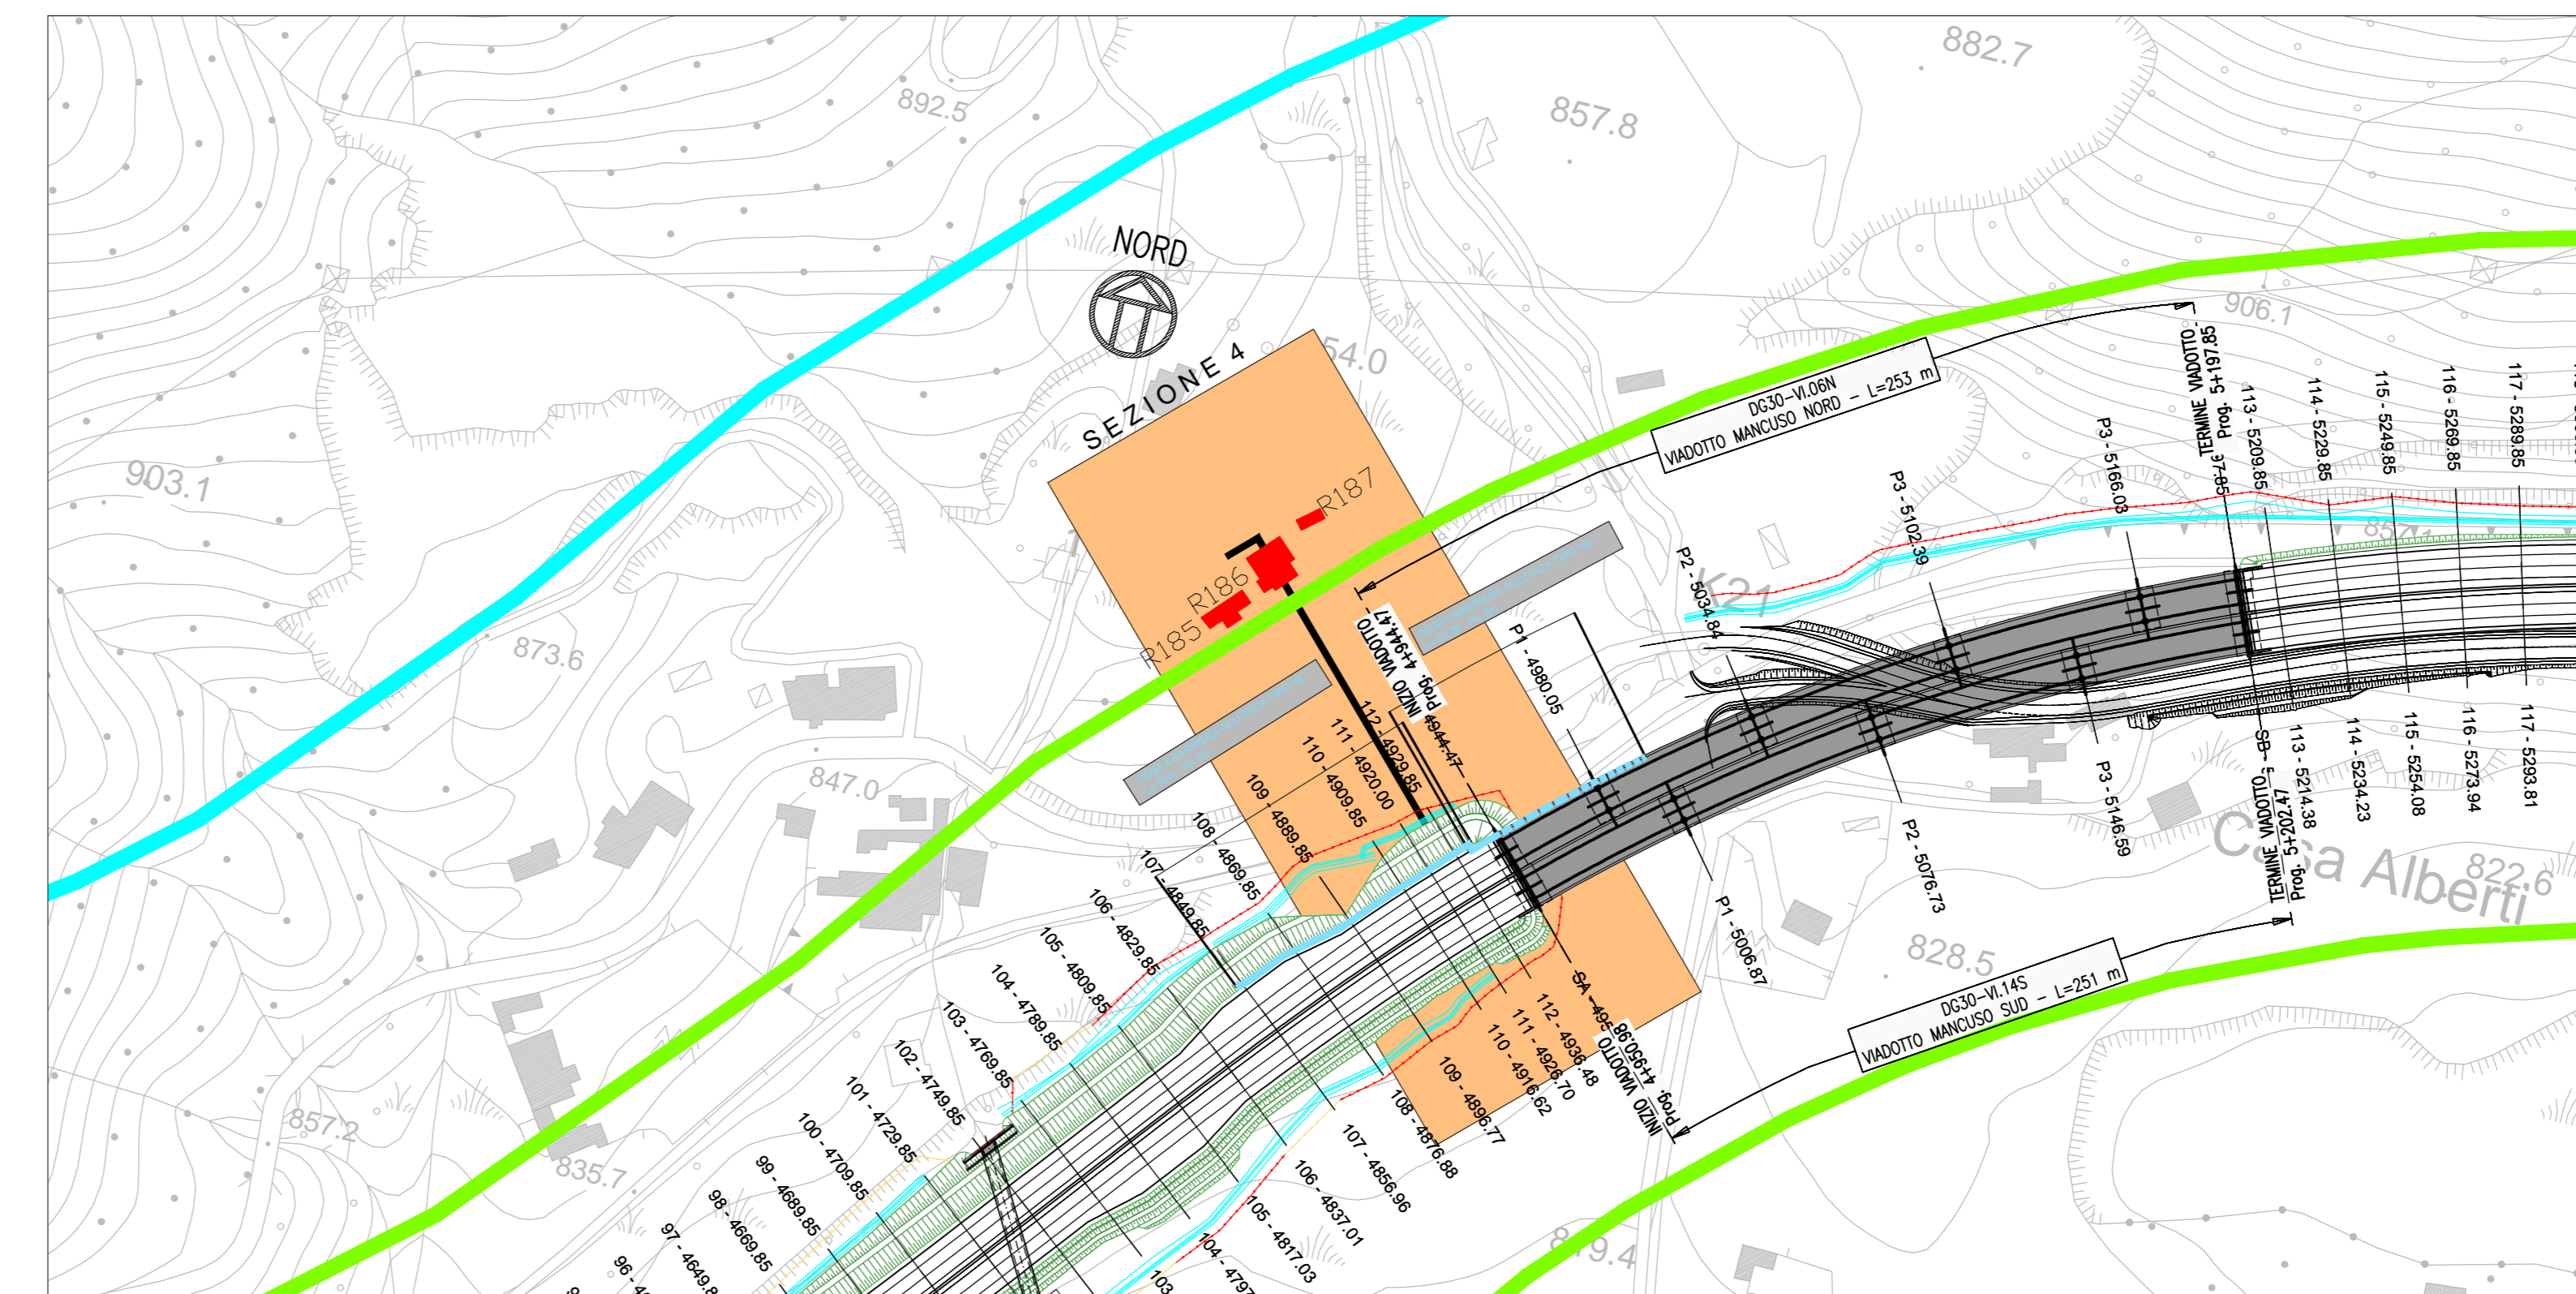 882.7
892.5
857.8
NORD
906.1
SEZIONE 4
54.0
DG30-VI.06N
VIADOTTO MANCUSO NORD - L=253 m
TERMINE VIADOTTO
Prog. 5+197.85
113 - 5209.85
114 - 5229.85
115 - 5249.85
116 - 5269.85
117 - 5289.85
903.1
R187
R186
R185
INIZIO VIADOTTO
Prog. 4+944.47
4944.47
P1 - 4980.05
P2 - 5034.84
P3 - 5102.39
P3 - 5166.03
K21
873.6
847.0
112 - 4929.85
111 - 4920.00
110 - 4909.85
109 - 4889.85
108 - 4869.85
107 - 4849.85
106 - 4829.85
105 - 4809.85
104 - 4789.85
103 - 4769.85
102 - 4749.85
101 - 4729.85
100 - 4709.85
99 - 4689.85
98 - 4669.85
P1 - 5006.87
P2 - 5076.73
P3 - 5146.59
TERMINE VIADOTTO
Prog. 5+202.47
113 - 5214.38
114 - 5234.23
115 - 5254.08
116 - 5273.94
117 - 5293.81
Casa Alberti
822.6
828.5
DG30-VI.14S
VIADOTTO MANCUSO SUD - L=251 m
INIZIO VIADOTTO
Prog. 4+950.98
112 - 4936.48
111 - 4926.70
110 - 4916.62
109 - 4896.77
108 - 4876.88
107 - 4856.96
106 - 4837.01
105 - 4817.03
857.2
835.7
879.4